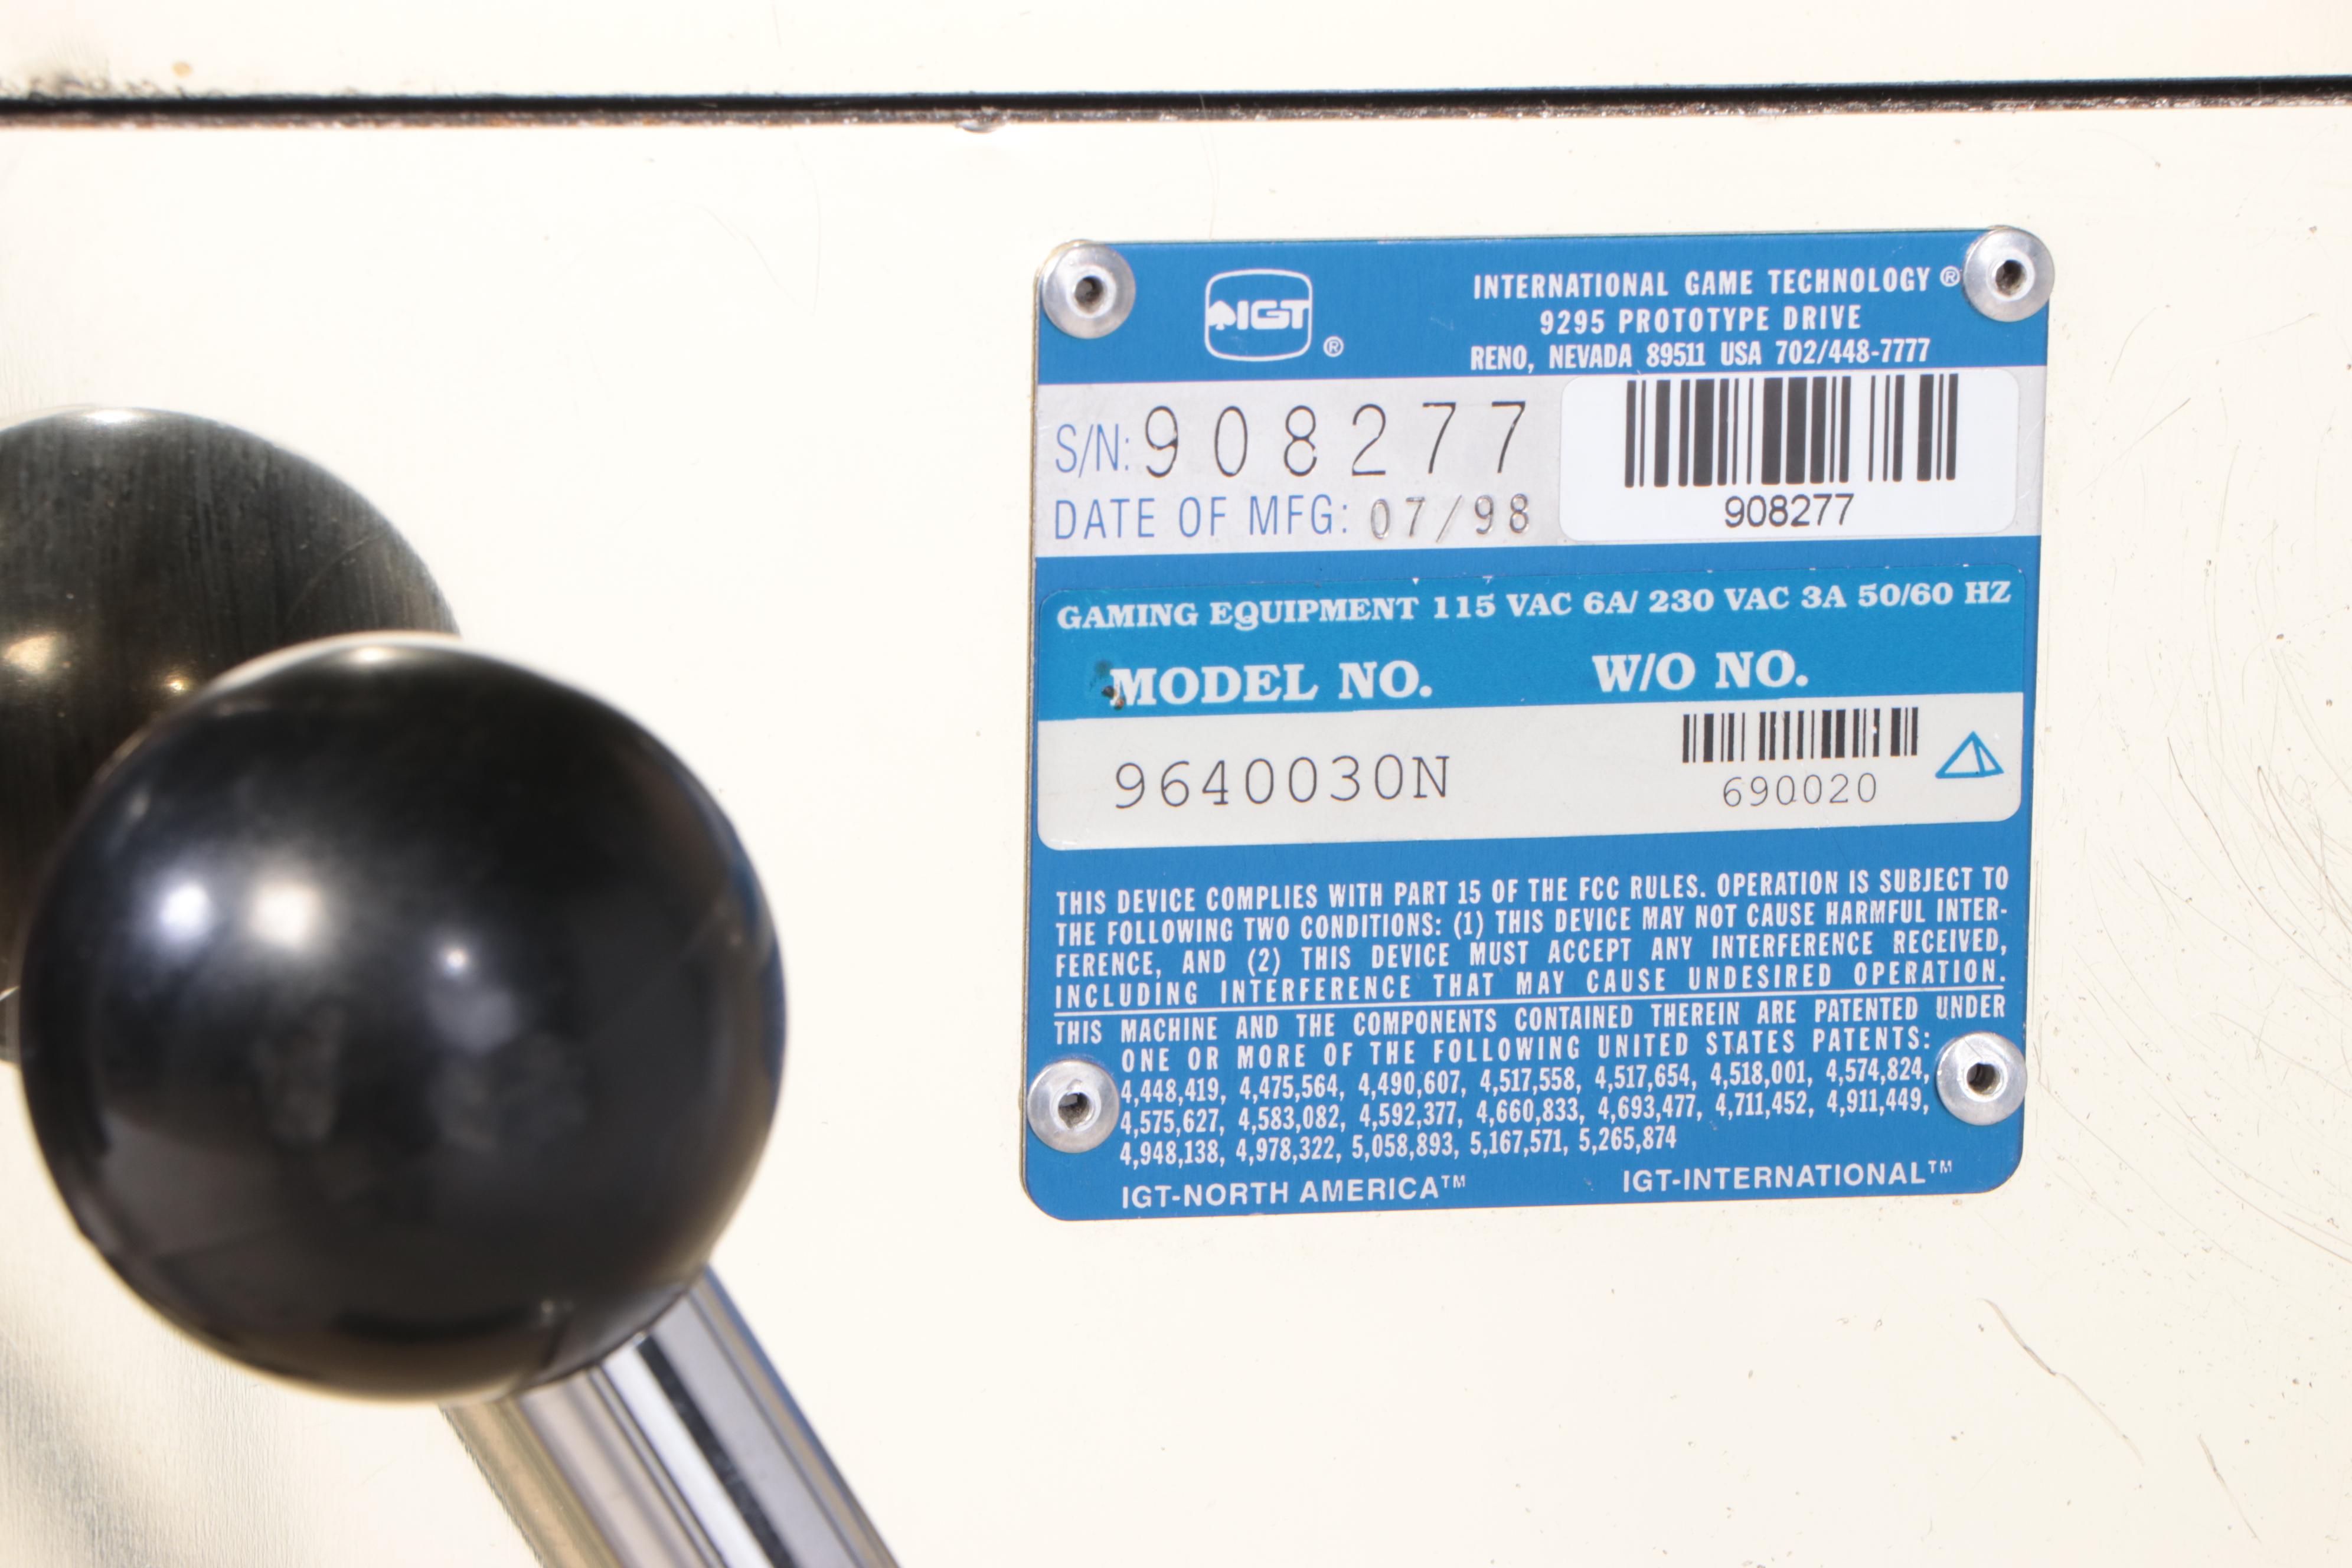 IGT ®
INTERNATIONAL GAME TECHNOLOGY ®
9295 PROTOTYPE DRIVE
RENO, NEVADA 89511 USA 702/448-7777
S/N: 908277
DATE OF MFG: 07/98
908277
GAMING EQUIPMENT 115 VAC 6A/ 230 VAC 3A 50/60 HZ
MODEL NO. W/O NO.
9640030N 690020
THIS DEVICE COMPLIES WITH PART 15 OF THE FCC RULES. OPERATION IS SUBJECT TO
THE FOLLOWING TWO CONDITIONS: (1) THIS DEVICE MAY NOT CAUSE HARMFUL INTER-
FERENCE, AND (2) THIS DEVICE MUST ACCEPT ANY INTERFERENCE RECEIVED,
INCLUDING INTERFERENCE THAT MAY CAUSE UNDESIRED OPERATION.
THIS MACHINE AND THE COMPONENTS CONTAINED THEREIN ARE PATENTED UNDER
ONE OR MORE OF THE FOLLOWING UNITED STATES PATENTS:
4,448,419, 4,475,564, 4,490,607, 4,517,558, 4,517,654, 4,518,001, 4,574,824,
4,575,627, 4,583,082, 4,592,377, 4,660,833, 4,693,477, 4,711,452, 4,911,449,
4,948,138, 4,978,322, 5,058,893, 5,167,571, 5,265,874
IGT-NORTH AMERICA™ IGT-INTERNATIONAL™